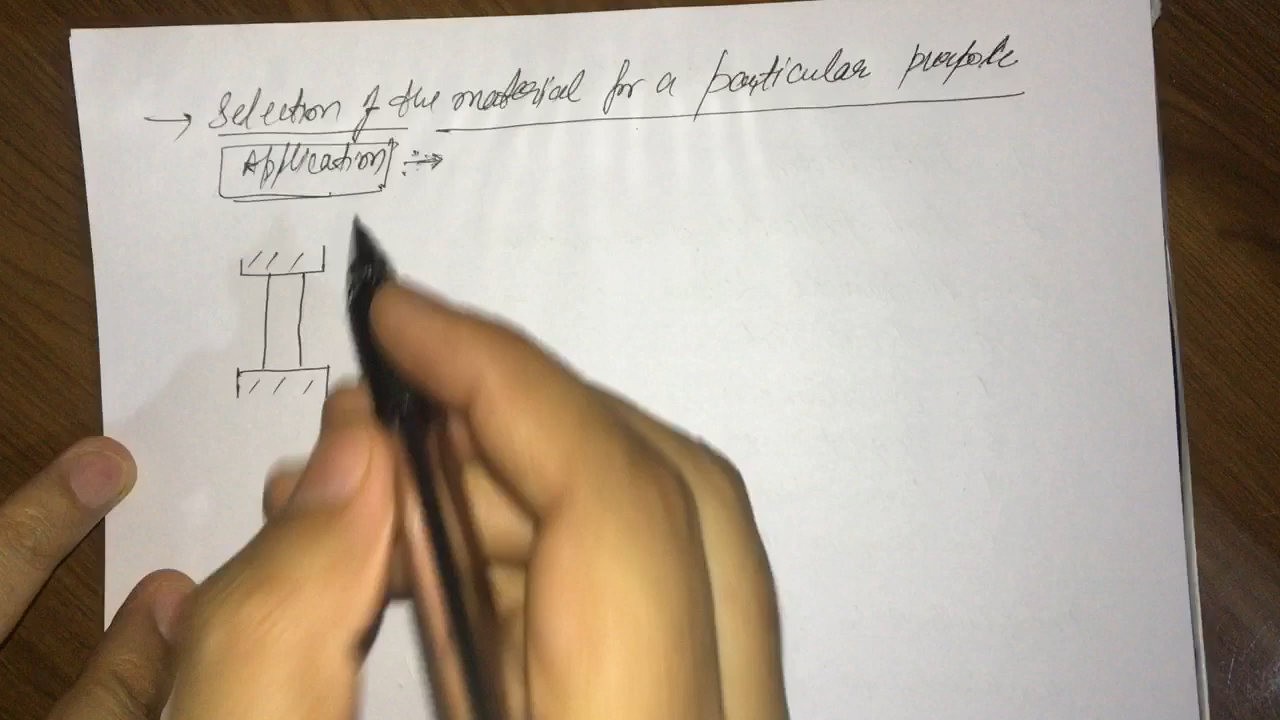 → Selection of the material for a particular purpose
Application :→